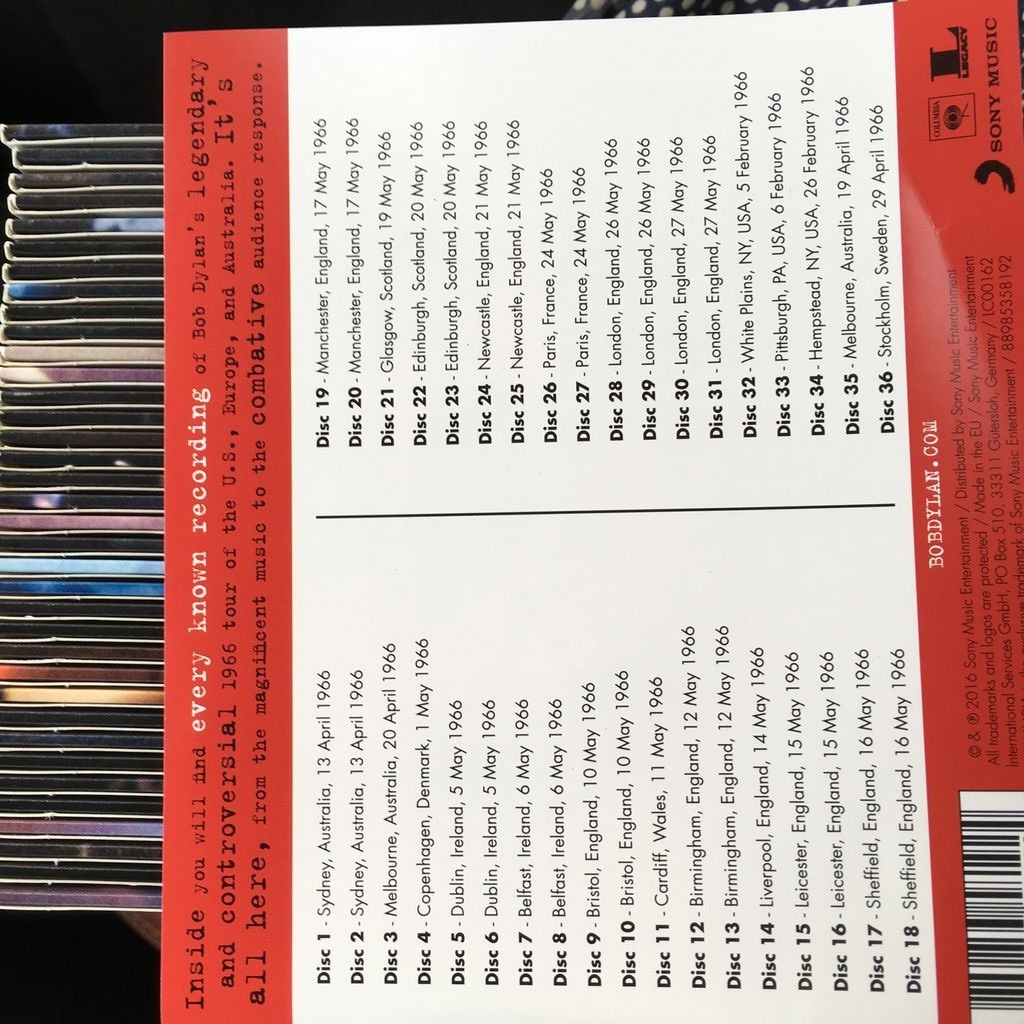 Inside you will find every known recording of Bob Dylan's legendary
and controversial 1966 tour of the U.S., Europe, and Australia. It's
all here, from the magnificent music to the combative audience response.
Disc 1 - Sydney, Australia, 13 April 1966
Disc 2 - Sydney, Australia, 13 April 1966
Disc 3 - Melbourne, Australia, 20 April 1966
Disc 4 - Copenhagen, Denmark, 1 May 1966
Disc 5 - Dublin, Ireland, 5 May 1966
Disc 6 - Dublin, Ireland, 5 May 1966
Disc 7 - Belfast, Ireland, 6 May 1966
Disc 8 - Belfast, Ireland, 6 May 1966
Disc 9 - Bristol, England, 10 May 1966
Disc 10 - Bristol, England, 10 May 1966
Disc 11 - Cardiff, Wales, 11 May 1966
Disc 12 - Birmingham, England, 12 May 1966
Disc 13 - Birmingham, England, 12 May 1966
Disc 14 - Liverpool, England, 14 May 1966
Disc 15 - Leicester, England, 15 May 1966
Disc 16 - Leicester, England, 15 May 1966
Disc 17 - Sheffield, England, 16 May 1966
Disc 18 - Sheffield, England, 16 May 1966
Disc 19 - Manchester, England, 17 May 1966
Disc 20 - Manchester, England, 17 May 1966
Disc 21 - Glasgow, Scotland, 19 May 1966
Disc 22 - Edinburgh, Scotland, 20 May 1966
Disc 23 - Edinburgh, Scotland, 20 May 1966
Disc 24 - Newcastle, England, 21 May 1966
Disc 25 - Newcastle, England, 21 May 1966
Disc 26 - Paris, France, 24 May 1966
Disc 27 - Paris, France, 24 May 1966
Disc 28 - London, England, 26 May 1966
Disc 29 - London, England, 26 May 1966
Disc 30 - London, England, 27 May 1966
Disc 31 - London, England, 27 May 1966
Disc 32 - White Plains, NY, USA, 5 February 1966
Disc 33 - Pittsburgh, PA, USA, 6 February 1966
Disc 34 - Hempstead, NY, USA, 26 February 1966
Disc 35 - Melbourne, Australia, 19 April 1966
Disc 36 - Stockholm, Sweden, 29 April 1966
BOBDYLAN.COM
© & ℗ 2016 Sony Music Entertainment / Distributed by Sony Music Entertainment
All trademarks and logos are protected / Made in the EU / Sony Music Entertainment
International Services GmbH, PO Box 510, 33311 Gütersloh, Germany / LC00162
trademark of Sony Music Entertainment / 88985358192
COLUMBIA
L
LEGACY
SONY MUSIC